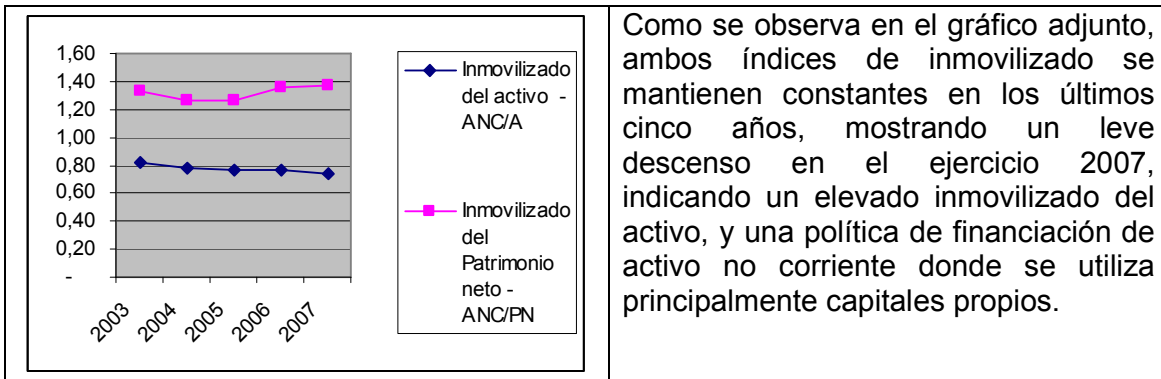 1,60
1,40
1,20
1,00
0,80
0,60
0,40
0,20
-
2003
2004
2005
2006
2007
Inmovilizado
del activo -
ANC/A
Inmovilizado
del
Patrimonio
neto -
ANC/PN
Como se observa en el gráfico adjunto,
ambos índices de inmovilizado se
mantienen constantes en los últimos
cinco años, mostrando un leve
descenso en el ejercicio 2007,
indicando un elevado inmovilizado del
activo, y una política de financiación de
activo no corriente donde se utiliza
principalmente capitales propios.